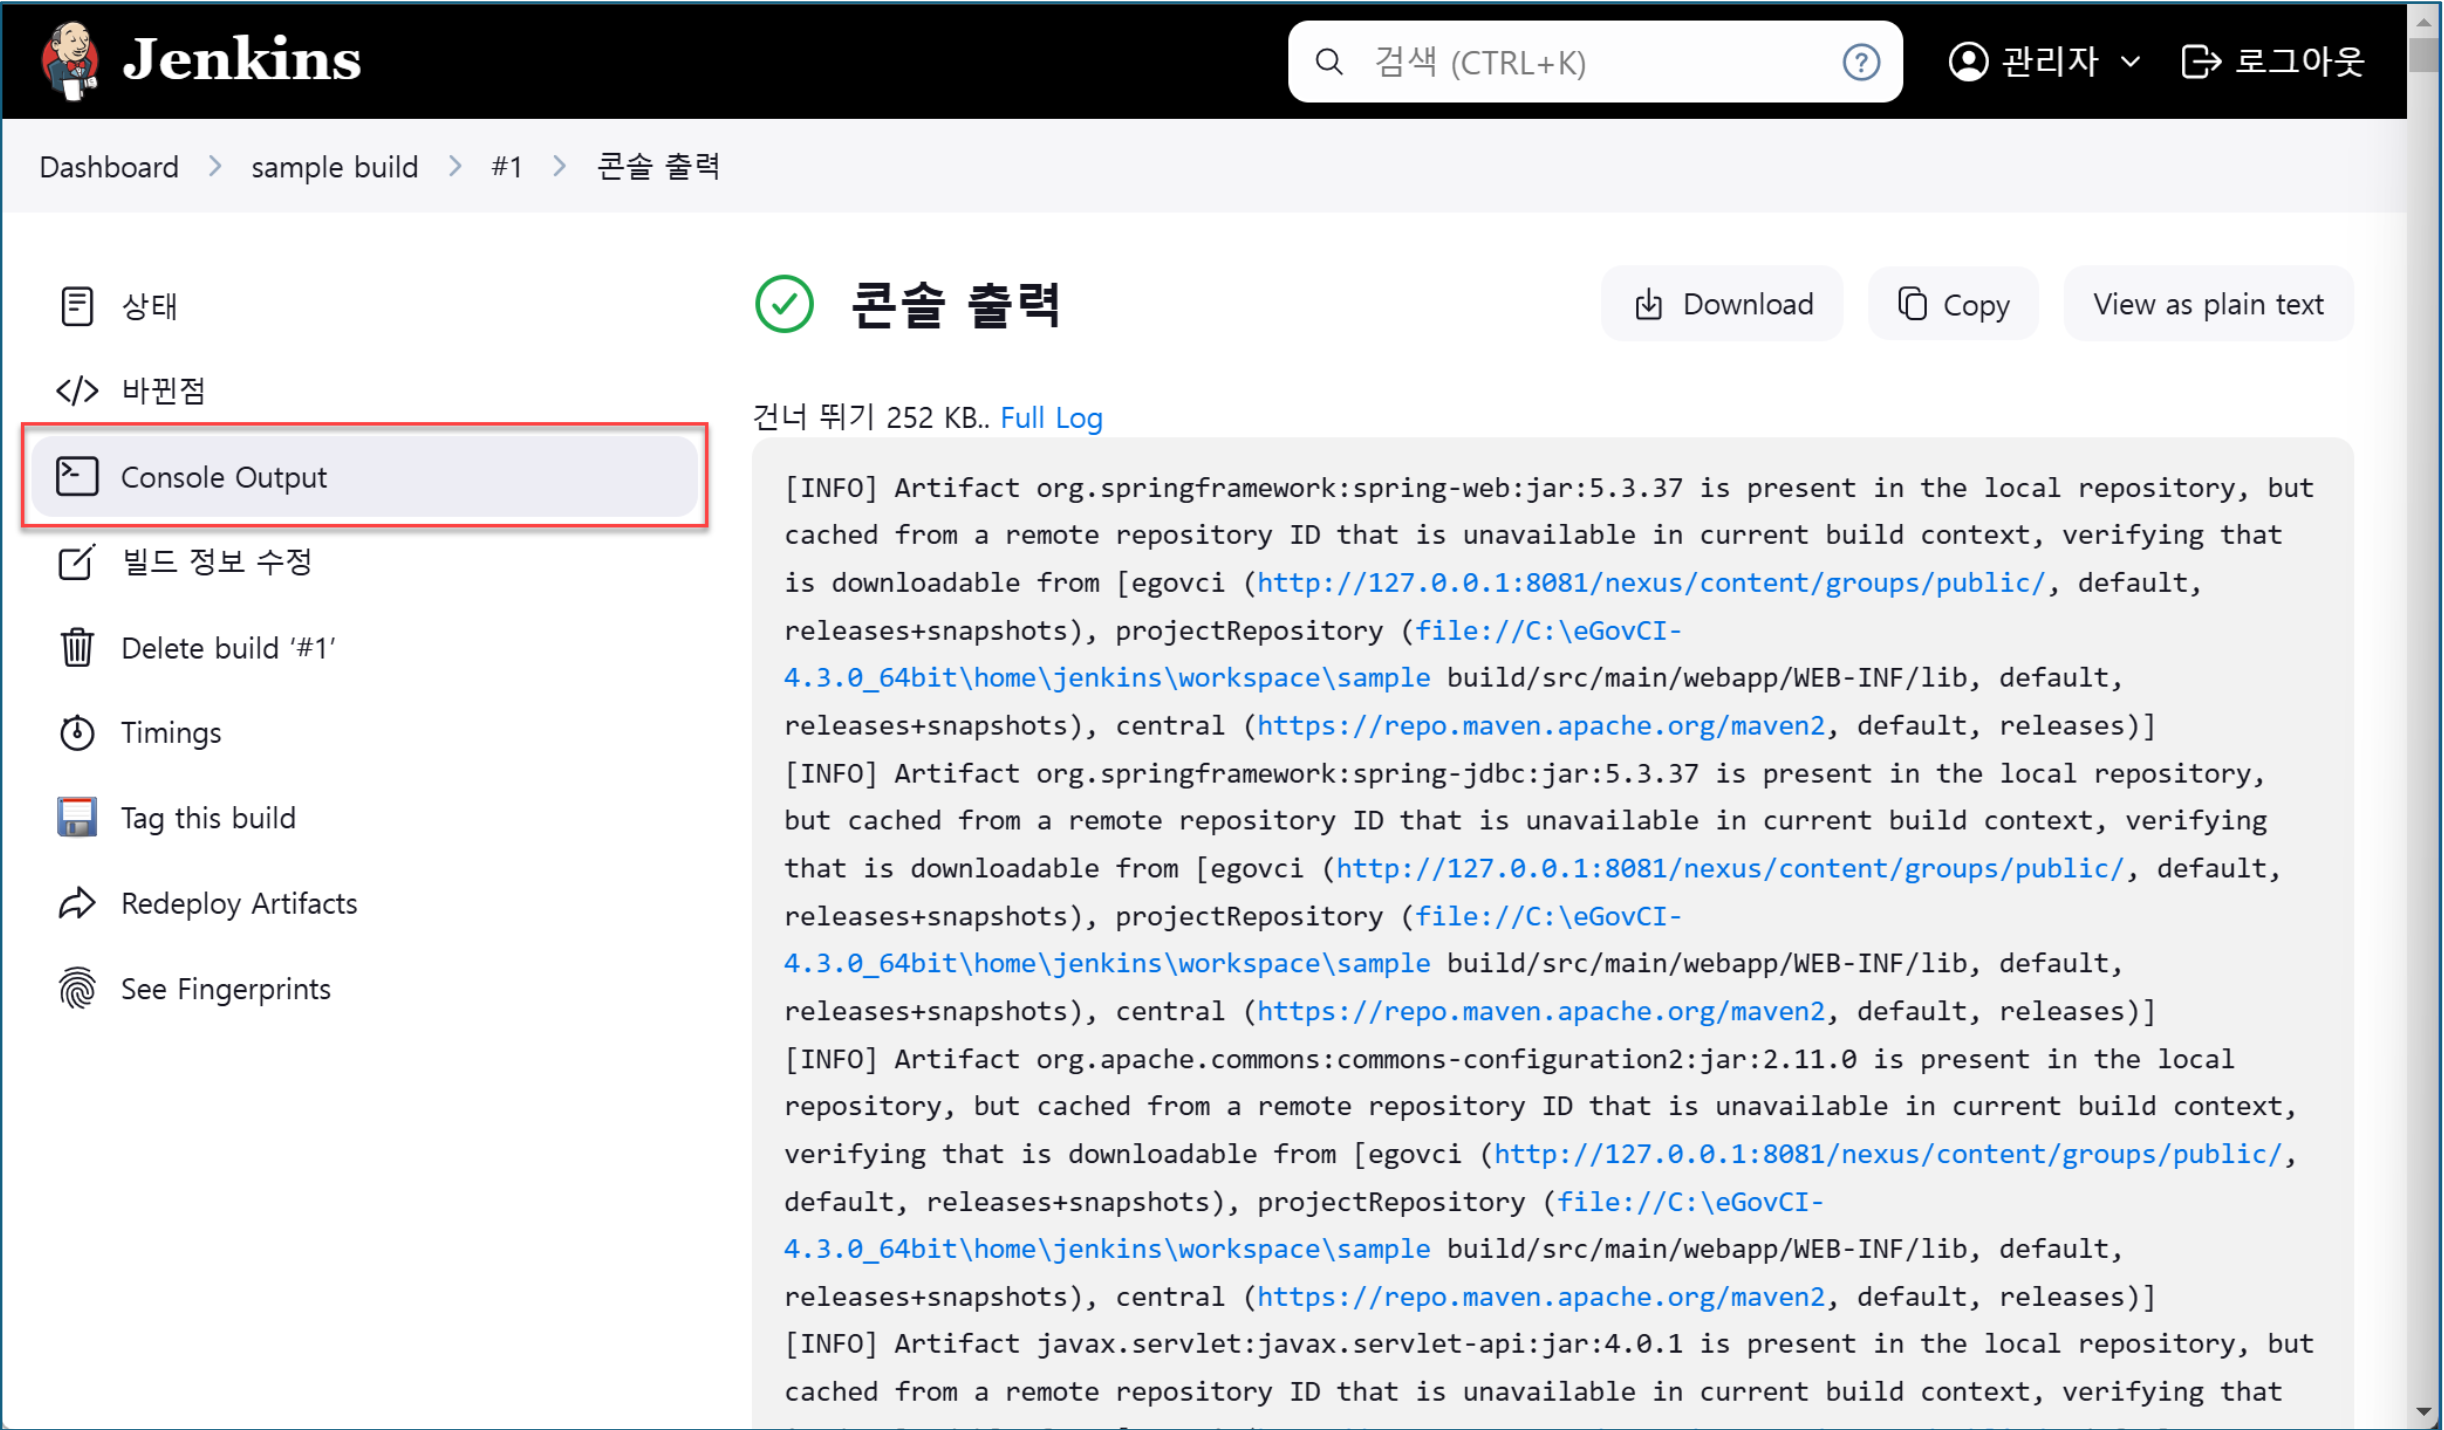 Jenkins
검색 (CTRL+K)
관리자
로그아웃
Dashboard
sample build
#1
콘솔 출력
상태
바뀐점
Console Output
빌드 정보 수정
Delete build ‘#1’
Timings
Tag this build
Redeploy Artifacts
See Fingerprints
콘솔 출력
Download
Copy
View as plain text
건너 뛰기 252 KB.. Full Log
[INFO] Artifact org.springframework:spring-web:jar:5.3.37 is present in the local repository, but
cached from a remote repository ID that is unavailable in current build context, verifying that
is downloadable from [egovci (http://127.0.0.1:8081/nexus/content/groups/public/, default,
releases+snapshots), projectRepository (file://C:\eGovCI-
4.3.0_64bit\home\jenkins\workspace\sample build/src/main/webapp/WEB-INF/lib, default,
releases+snapshots), central (https://repo.maven.apache.org/maven2, default, releases)]
[INFO] Artifact org.springframework:spring-jdbc:jar:5.3.37 is present in the local repository,
but cached from a remote repository ID that is unavailable in current build context, verifying
that is downloadable from [egovci (http://127.0.0.1:8081/nexus/content/groups/public/, default,
releases+snapshots), projectRepository (file://C:\eGovCI-
4.3.0_64bit\home\jenkins\workspace\sample build/src/main/webapp/WEB-INF/lib, default,
releases+snapshots), central (https://repo.maven.apache.org/maven2, default, releases)]
[INFO] Artifact org.apache.commons:commons-configuration2:jar:2.11.0 is present in the local
repository, but cached from a remote repository ID that is unavailable in current build context,
verifying that is downloadable from [egovci (http://127.0.0.1:8081/nexus/content/groups/public/,
default, releases+snapshots), projectRepository (file://C:\eGovCI-
4.3.0_64bit\home\jenkins\workspace\sample build/src/main/webapp/WEB-INF/lib, default,
releases+snapshots), central (https://repo.maven.apache.org/maven2, default, releases)]
[INFO] Artifact javax.servlet:javax.servlet-api:jar:4.0.1 is present in the local repository, but
cached from a remote repository ID that is unavailable in current build context, verifying that